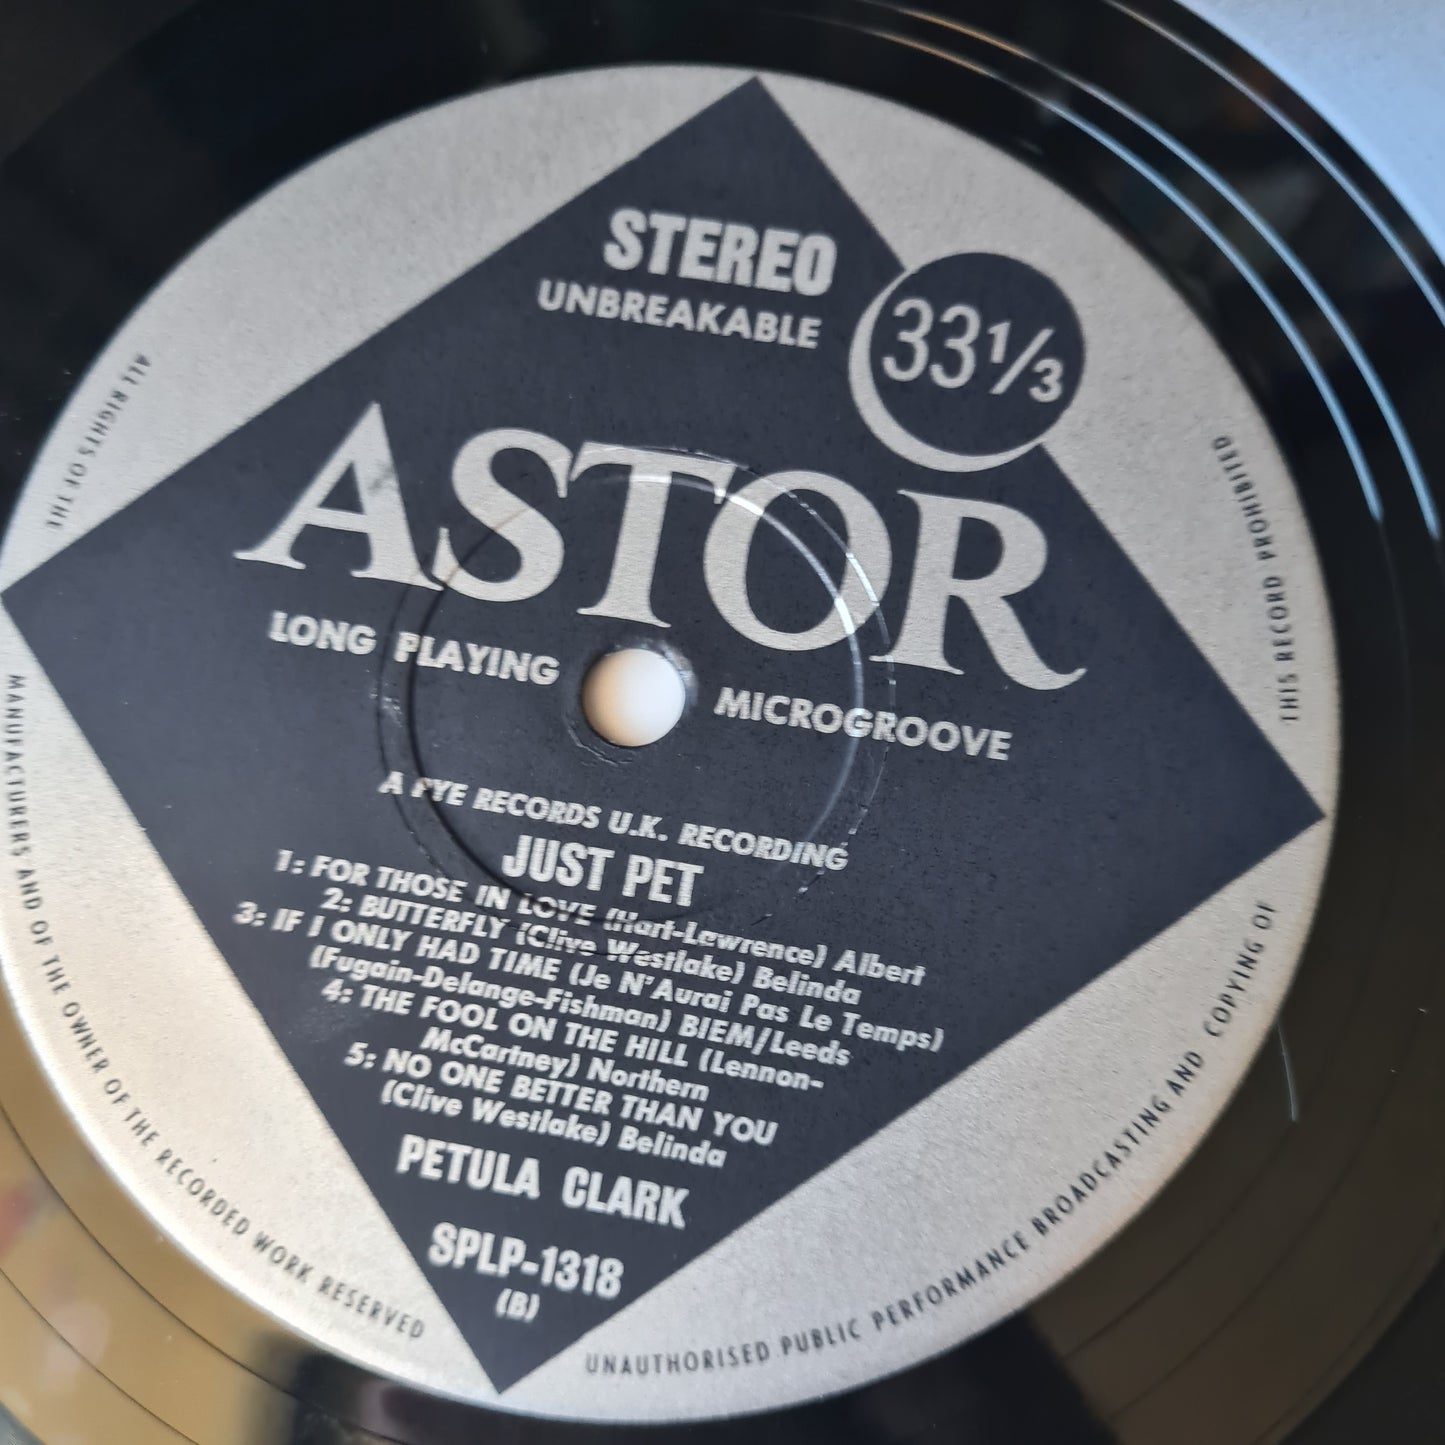 STEREO
UNBREAKABLE
33⅓
ASTOR
LONG PLAYING MICROGROOVE
A PYE RECORDS U.K. RECORDING
JUST PET
1: FOR THOSE IN LOVE (Hart-Lawrence) Albert
2: BUTTERFLY (Clive Westlake) Belinda
3: IF I ONLY HAD TIME (Je N'Aurai Pas Le Temps)
(Fugain-Delange-Fishman) BIEM/Leeds
4: THE FOOL ON THE HILL (Lennon-
McCartney) Northern
5: NO ONE BETTER THAN YOU
(Clive Westlake) Belinda
PETULA CLARK
SPLP-1318
(B)
ALL RIGHTS OF THE
MANUFACTURERS AND OF THE OWNER OF THE RECORDED WORK RESERVED
UNAUTHORISED PUBLIC PERFORMANCE BROADCASTING AND COPYING OF
THIS RECORD PROHIBITED